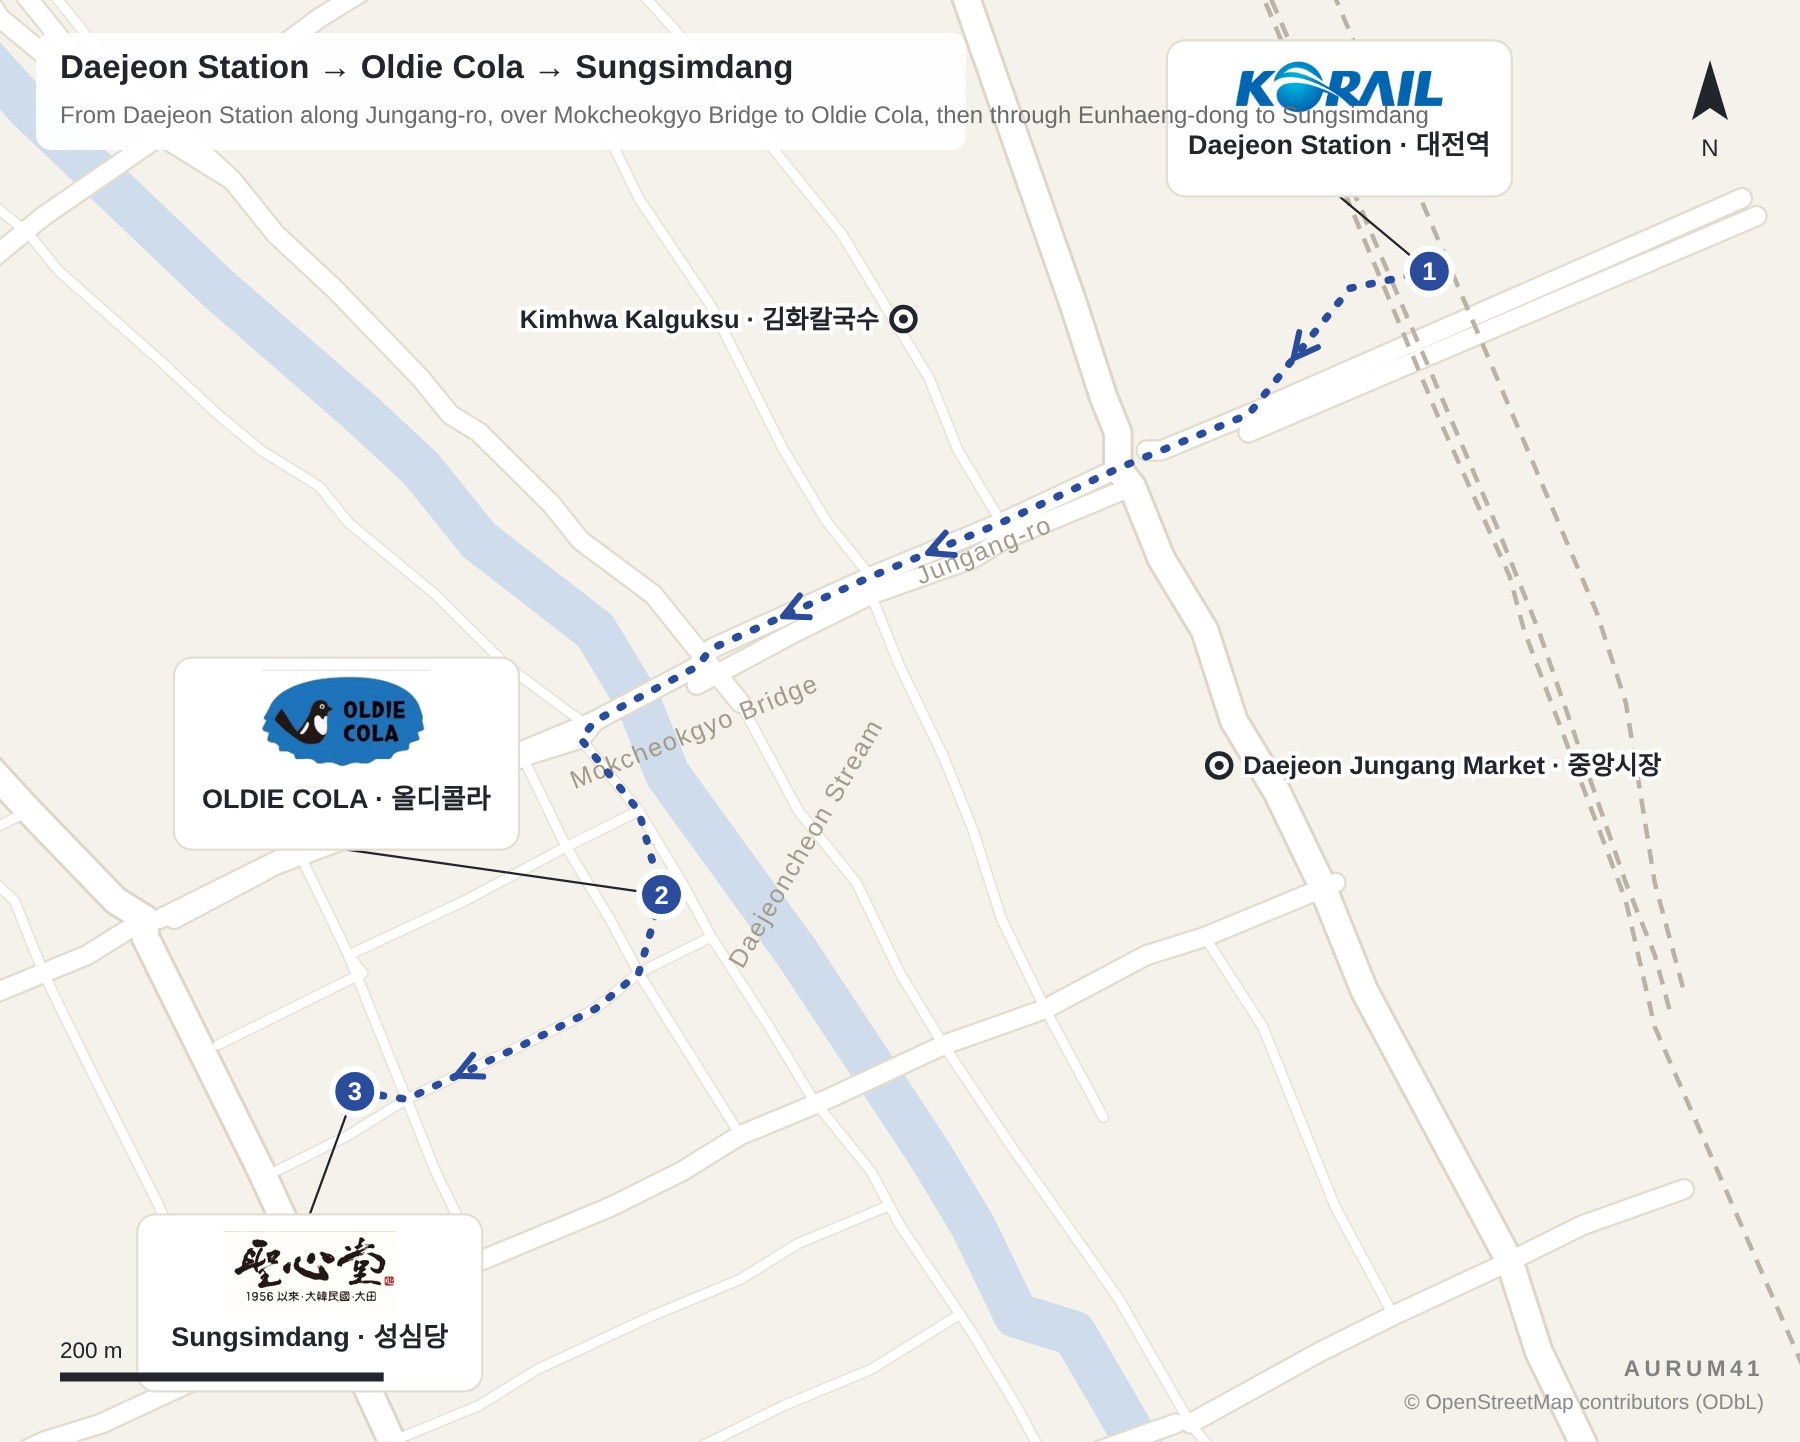 Daejeon Station → Oldie Cola → Sungsimdang
From Daejeon Station along Jungang-ro, over Mokcheokgyo Bridge to Oldie Cola, then through Eunhaeng-dong to Sungsimdang
KORAIL
Daejeon Station · 대전역
N
1
Kimhwa Kalguksu · 김화칼국수
Jungang-ro
OLDIE
COLA
OLDIE COLA · 올디콜라
Mokcheokgyo Bridge
Daejeoncheon Stream
Daejeon Jungang Market · 중앙시장
2
3
聖心堂
1956 以來·大韓民國·大田
Sungsimdang · 성심당
200 m
AURUM41
© OpenStreetMap contributors (ODbL)